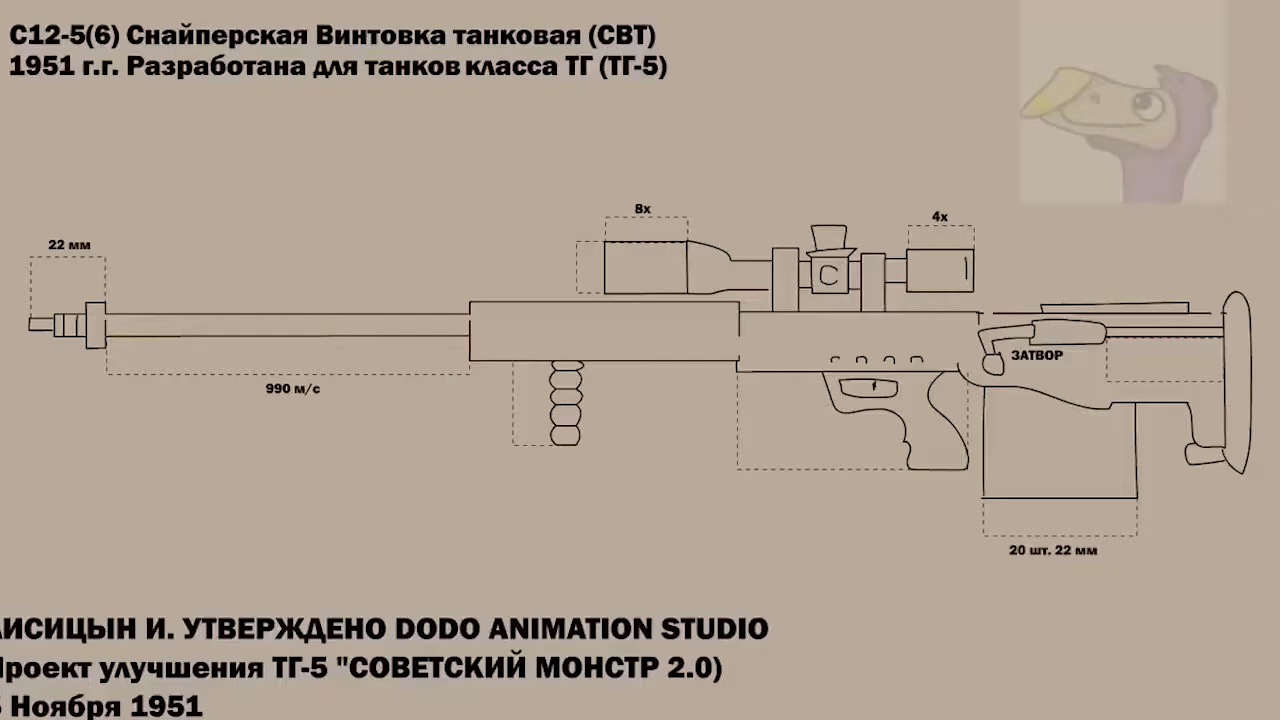 С12-5(6) Снайперская Винтовка танковая (СВТ)
1951 г.г. Разработана для танков класса ТГ (ТГ-5)
8x
4x
22 мм
С
ЗАТВОР
990 м/с
20 шт. 22 мм
ЛИСИЦЫН И. УТВЕРЖДЕНО DODO ANIMATION STUDIO
Проект улучшения ТГ-5 "СОВЕТСКИЙ МОНСТР 2.0)
Ноября 1951